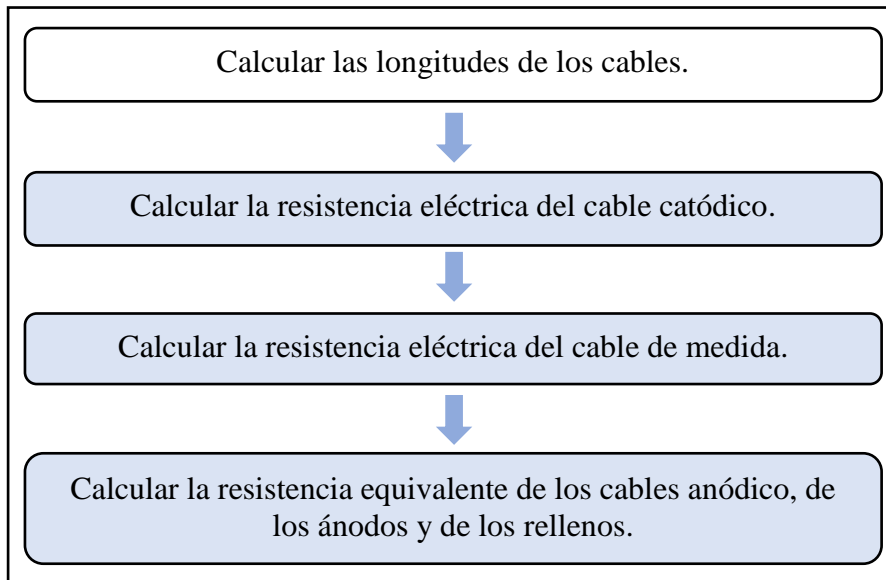 Calcular las longitudes de los cables.
Calcular la resistencia eléctrica del cable catódico.
Calcular la resistencia eléctrica del cable de medida.
Calcular la resistencia equivalente de los cables anódico, de
los ánodos y de los rellenos.